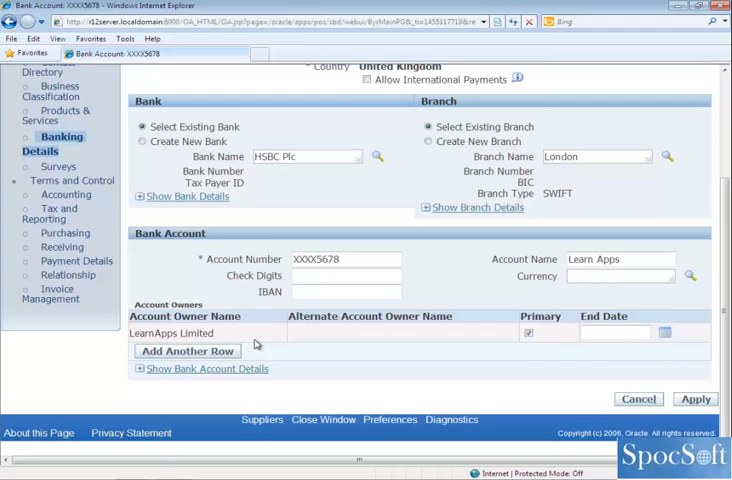 Bank Account: XXXX5678 - Windows Internet Explorer
http://r12server.localdomain:8000/OA_HTML/OA.jsp?page=/oracle/apps/pos/sbd/webui/ByrMainPG&_ti=1455117719&re
Bing
File Edit View Favorites Tools Help
Favorites Bank Account: XXXX5678
Directory
Business
Classification
Products &
Services
Banking
Details
Surveys
Terms and Control
Accounting
Tax and
Reporting
Purchasing
Receiving
Payment Details
Relationship
Invoice
Management
* Country United Kingdom
Allow International Payments
Bank
Select Existing Bank
Create New Bank
Bank Name HSBC Plc
Bank Number
Tax Payer ID
Show Bank Details
Branch
Select Existing Branch
Create New Branch
Branch Name London
Branch Number
BIC
Branch Type SWIFT
Show Branch Details
Bank Account
* Account Number XXXX5678
Check Digits
IBAN
Account Name Learn Apps
Currency
Account Owners
Account Owner Name Alternate Account Owner Name Primary End Date
LearnApps Limited
Add Another Row
Show Bank Account Details
Cancel Apply
Suppliers Close Window Preferences Diagnostics
About this Page Privacy Statement Copyright (c) 2006, Oracle. All rights reserved.
Internet | Protected Mode: Off
SpocSoft